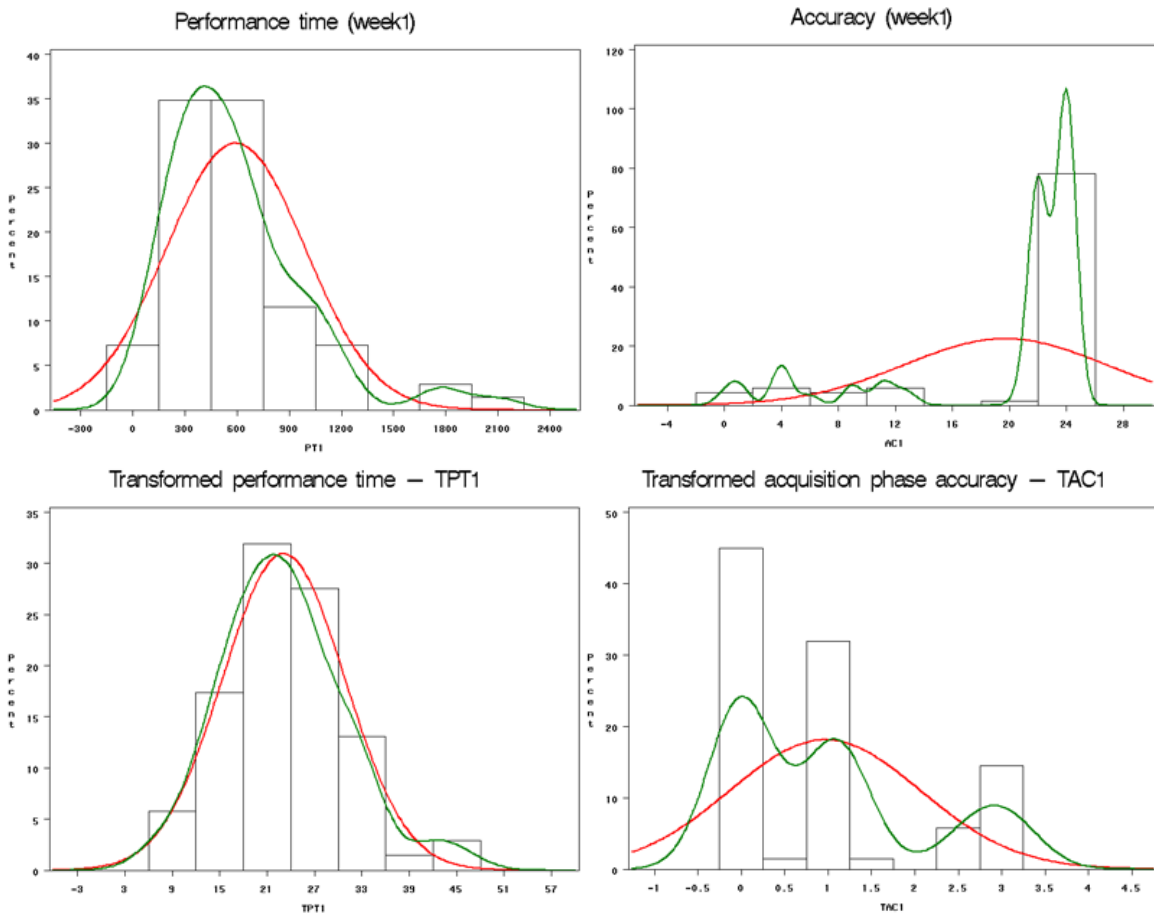 Performance time (week1)
40
35
30
25
20
15
10
5
0
Percent
-300 0 300 600 900 1200 1500 1800 2100 2400
PT1
Accuracy (week1)
120
100
80
60
40
20
0
Percent
-4 0 4 8 12 16 20 24 28
AC1
Transformed performance time – TPT1
35
30
25
20
15
10
5
0
Percent
-3 3 9 15 21 27 33 39 45 51 57
TPT1
Transformed acquisition phase accuracy – TAC1
50
40
30
20
10
0
Percent
-1 -0.5 0 0.5 1 1.5 2 2.5 3 3.5 4 4.5
TAC1